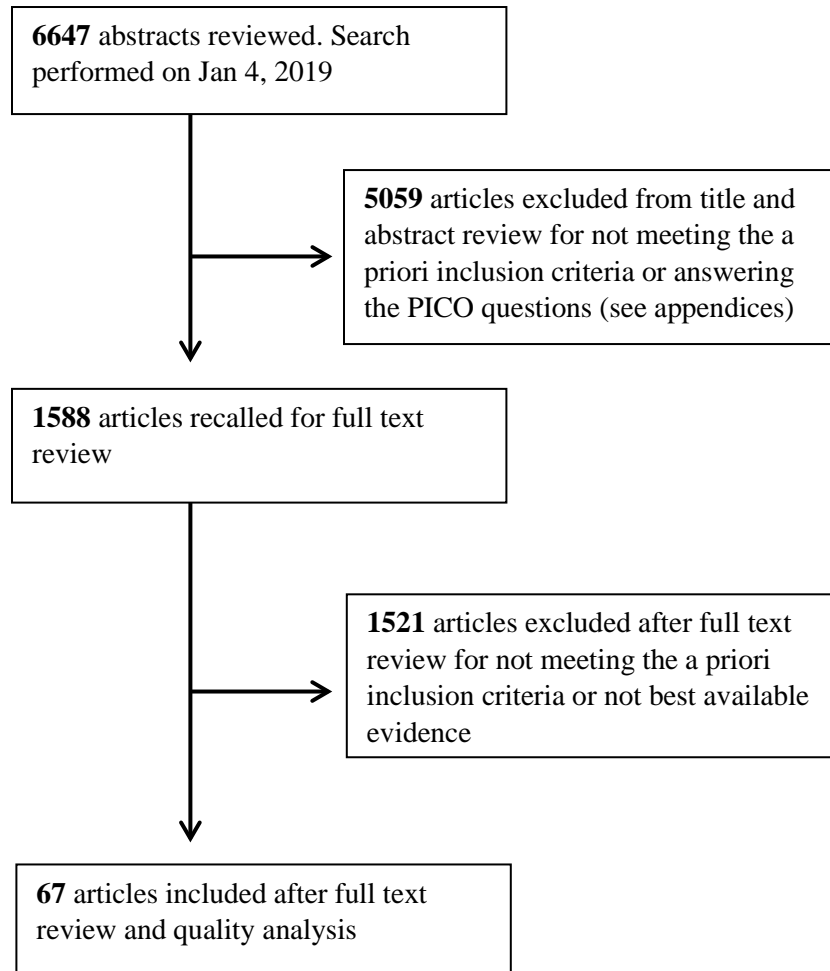 6647 abstracts reviewed. Search
performed on Jan 4, 2019
5059 articles excluded from title and
abstract review for not meeting the a
priori inclusion criteria or answering
the PICO questions (see appendices)
1588 articles recalled for full text
review
1521 articles excluded after full text
review for not meeting the a priori
inclusion criteria or not best available
evidence
67 articles included after full text
review and quality analysis